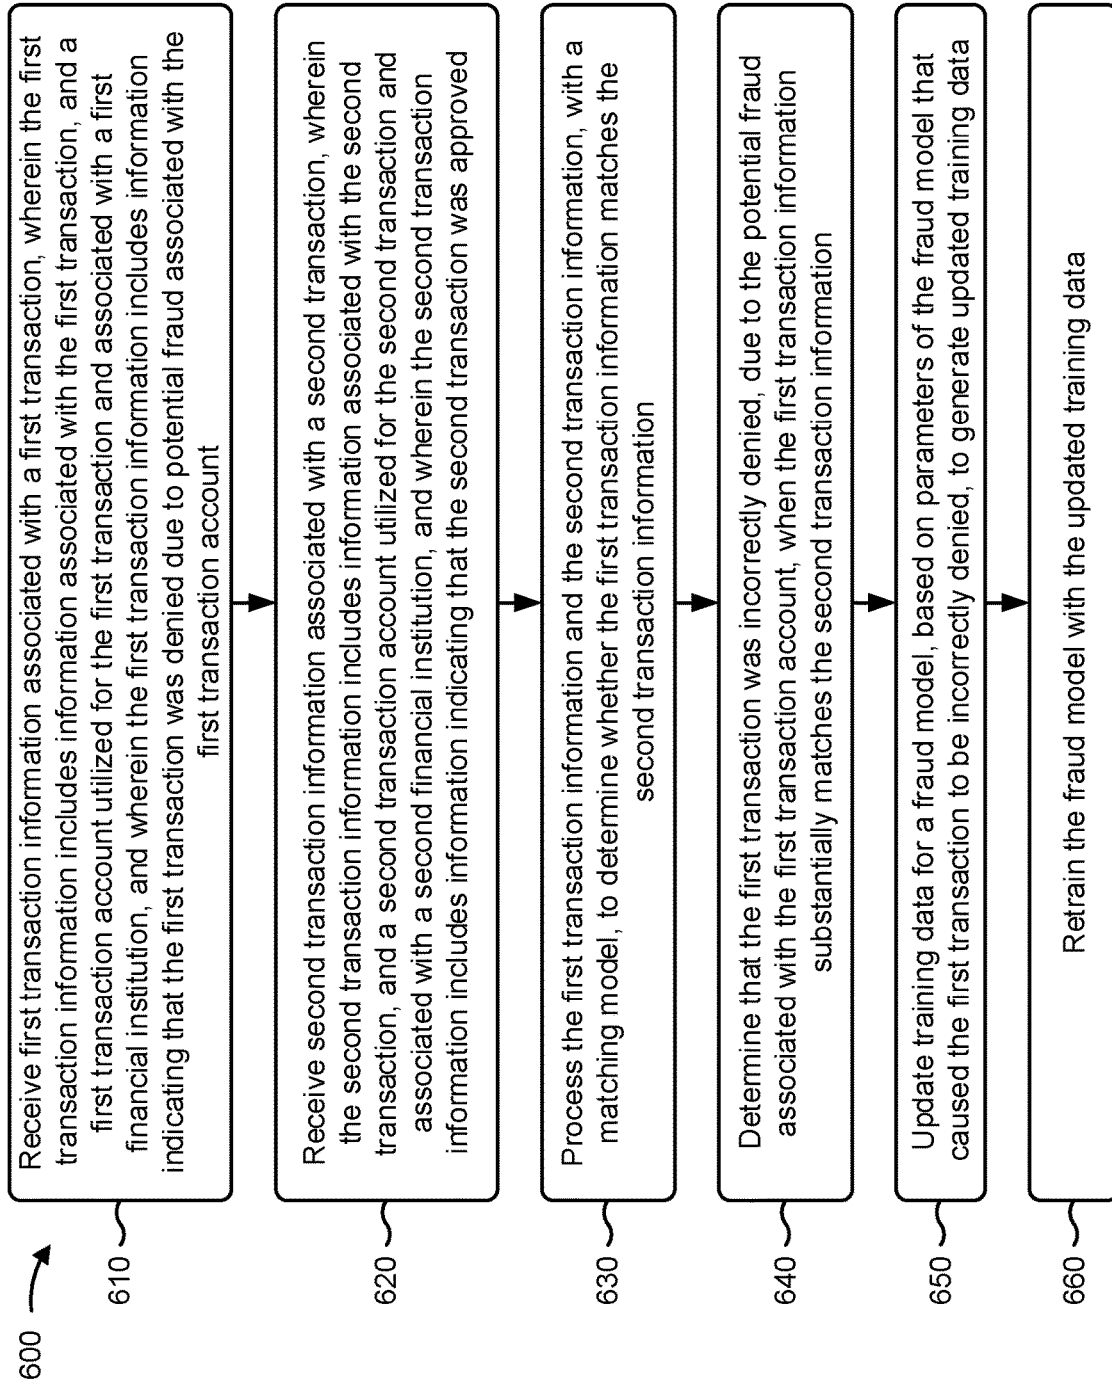 600
610
Receive first transaction information associated with a first transaction, wherein the first
transaction information includes information associated with the first transaction, and a
first transaction account utilized for the first transaction and associated with a first
financial institution, and wherein the first transaction information includes information
indicating that the first transaction was denied due to potential fraud associated with the
first transaction account
620
Receive second transaction information associated with a second transaction, wherein
the second transaction information includes information associated with the second
transaction, and a second transaction account utilized for the second transaction and
associated with a second financial institution, and wherein the second transaction
information includes information indicating that the second transaction was approved
630
Process the first transaction information and the second transaction information, with a
matching model, to determine whether the first transaction information matches the
second transaction information
640
Determine that the first transaction was incorrectly denied, due to the potential fraud
associated with the first transaction account, when the first transaction information
substantially matches the second transaction information
650
Update training data for a fraud model, based on parameters of the fraud model that
caused the first transaction to be incorrectly denied, to generate updated training data
660
Retrain the fraud model with the updated training data